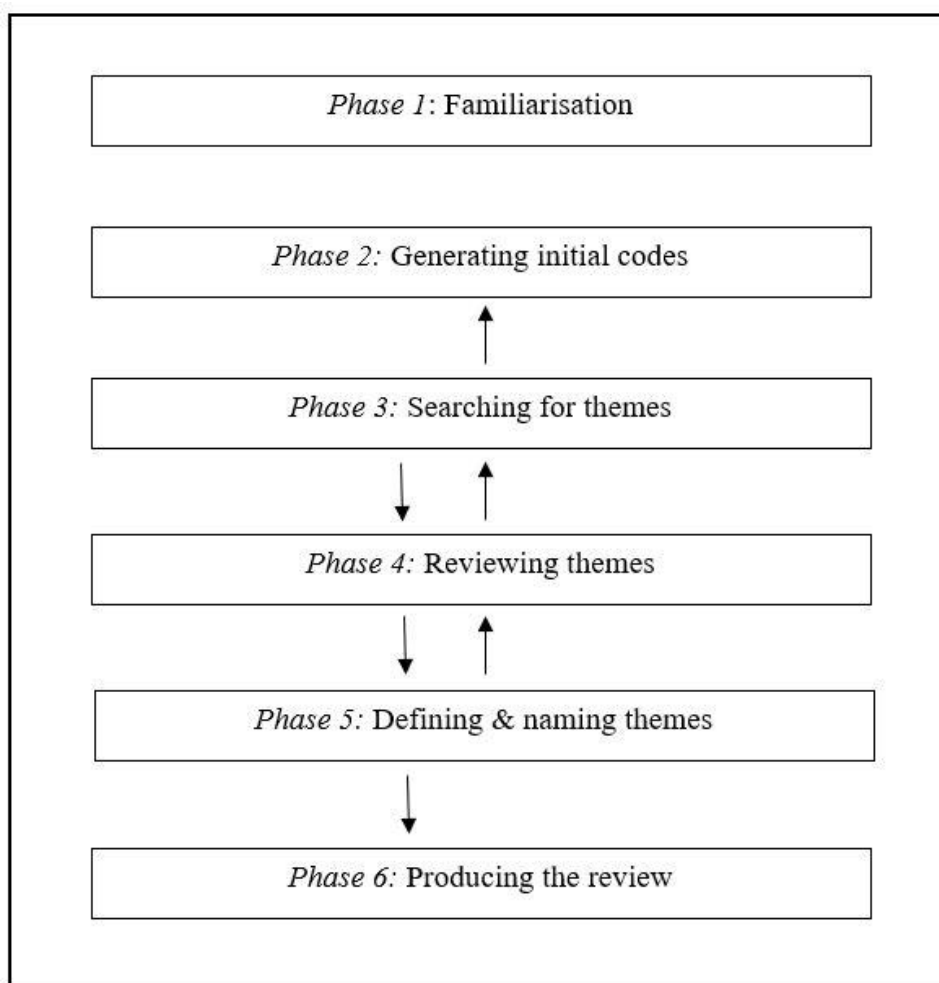 Phase 1: Familiarisation
Phase 2: Generating initial codes
Phase 3: Searching for themes
Phase 4: Reviewing themes
Phase 5: Defining & naming themes
Phase 6: Producing the review